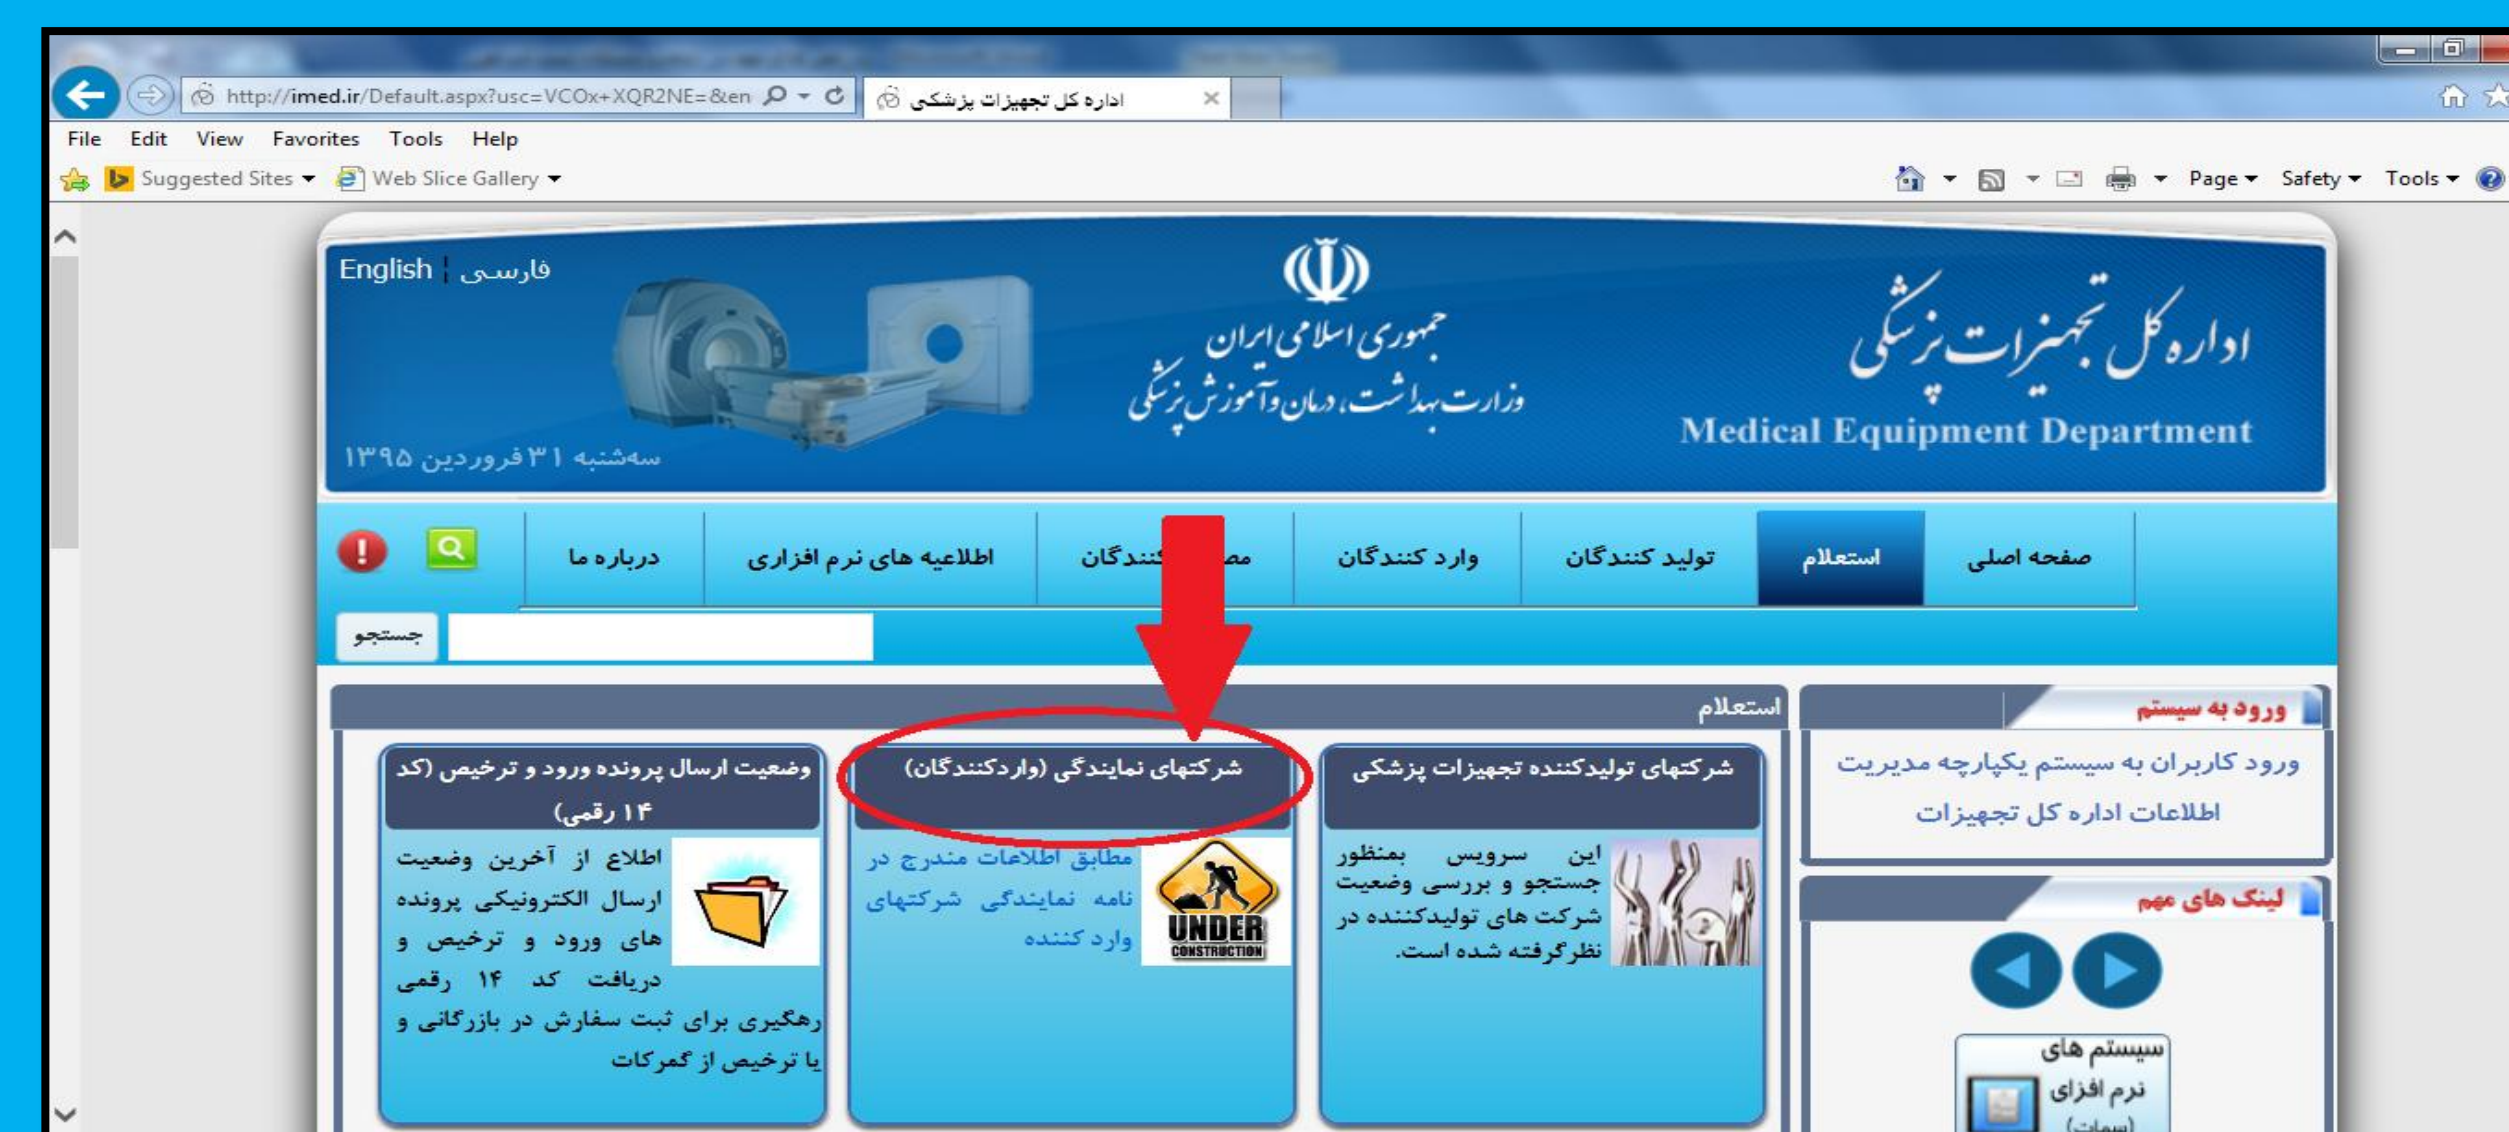 http://imed.ir/Default.aspx?usc=VCOx+XQR2NE=&en
اداره کل تجهیزات پزشکی
File Edit View Favorites Tools Help
Suggested Sites Web Slice Gallery
Page Safety Tools
English ¦ فارسی
جمهوری اسلامی ایران
وزارت بهداشت، درمان و آموزش پزشکی
اداره کل تجهیزات پزشکی
Medical Equipment Department
سه‌شنبه ۳۱ فروردین ۱۳۹۵
صفحه اصلی
استعلام
تولید کنندگان
وارد کنندگان
کنندگان
اطلاعیه های نرم افزاری
درباره ما
جستجو
ورود به سیستم
ورود کاربران به سیستم یکپارچه مدیریت
اطلاعات اداره کل تجهیزات
لینک های مهم
سیستم های
نرم افزای
(سمات)
استعلام
شرکتهای تولیدکننده تجهیزات پزشکی
این سرویس بمنظور
جستجو و بررسی وضعیت
شرکت های تولیدکننده در
نظر گرفته شده است.
شرکتهای نمایندگی (واردکنندگان)
مطابق اطلاعات مندرج در
نامه نمایندگی شرکتهای
وارد کننده
UNDER
CONSTRUCTION
وضعیت ارسال پرونده ورود و ترخیص (کد
۱۴ رقمی)
اطلاع از آخرین وضعیت
ارسال الکترونیکی پرونده
های ورود و ترخیص و
دریافت کد ۱۴ رقمی
رهگیری برای ثبت سفارش در بازرگانی و
یا ترخیص از گمرکات